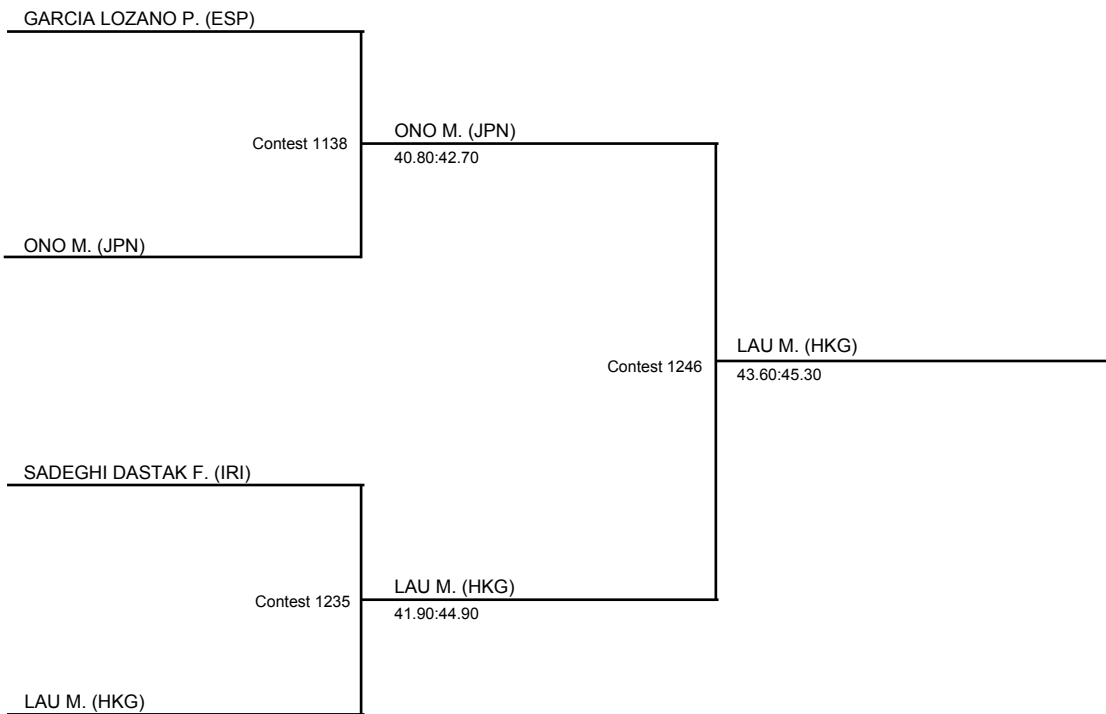 GARCIA LOZANO P. (ESP)
Contest 1138
ONO M. (JPN)
40.80:42.70
ONO M. (JPN)
Contest 1246
LAU M. (HKG)
43.60:45.30
SADEGHI DASTAK F. (IRI)
Contest 1235
LAU M. (HKG)
41.90:44.90
LAU M. (HKG)